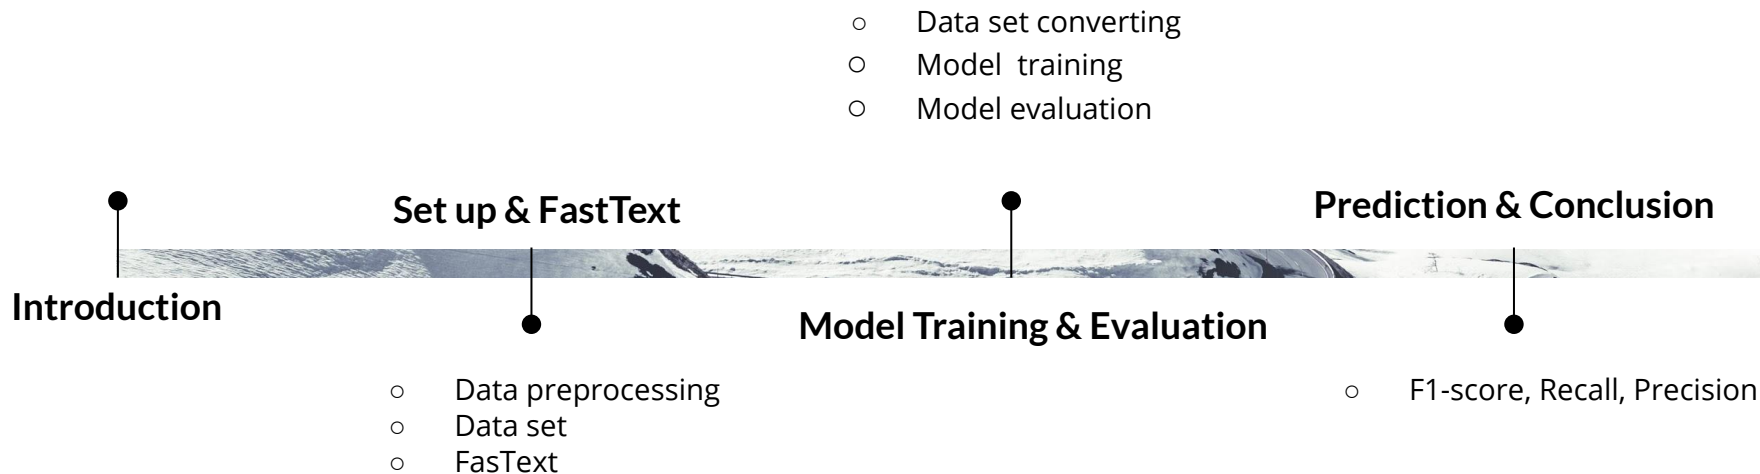 Introduction
Set up & FastText
○ Data preprocessing
○ Data set
○ FasText
○ Data set converting
○ Model training
○ Model evaluation
Model Training & Evaluation
Prediction & Conclusion
○ F1-score, Recall, Precision